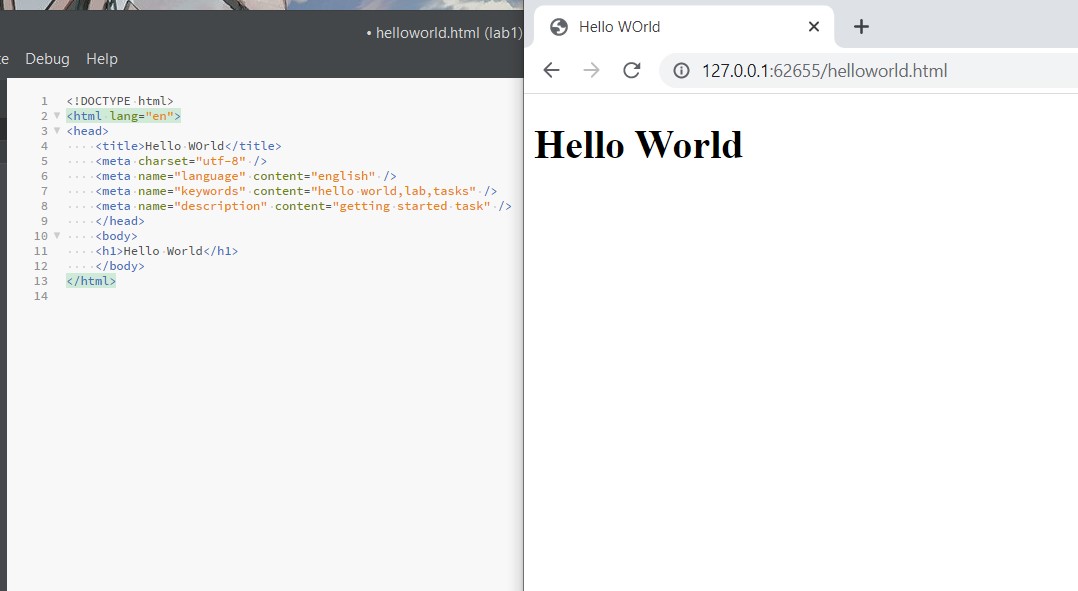 • helloworld.html (lab1)
Debug Help
1 <!DOCTYPE html>
2 <html lang="en">
3 <head>
4 <title>Hello WOrld</title>
5 <meta charset="utf-8" />
6 <meta name="language" content="english" />
7 <meta name="keywords" content="hello world,lab,tasks" />
8 <meta name="description" content="getting started task" />
9 </head>
10 <body>
11 <h1>Hello World</h1>
12 </body>
13 </html>
14
Hello WOrld
127.0.0.1:62655/helloworld.html
Hello World